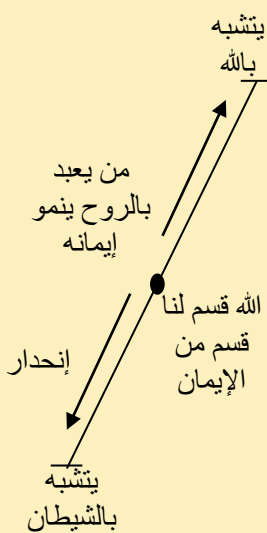 يتشبه
بالله
من يعبد
بالروح ينمو
إيمانه
الله قسم لنا
قسم من
الإيمان
إنحدار
يتشبه
بالشيطان